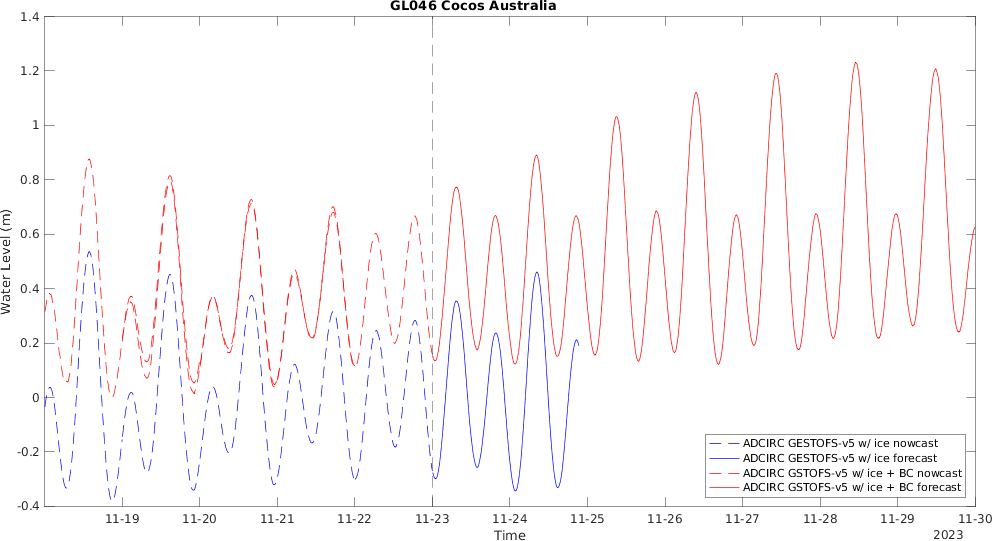 GL046 Cocos Australia
1.4
1.2
1
0.8
0.6
0.4
0.2
0
-0.2
-0.4
Water Level (m)
11-19 11-20 11-21 11-22 11-23 11-24 11-25 11-26 11-27 11-28 11-29 11-30
Time
2023
ADCIRC GESTOFS-v5 w/ ice nowcast
ADCIRC GESTOFS-v5 w/ ice forecast
ADCIRC GSTOFS-v5 w/ ice + BC nowcast
ADCIRC GSTOFS-v5 w/ ice + BC forecast